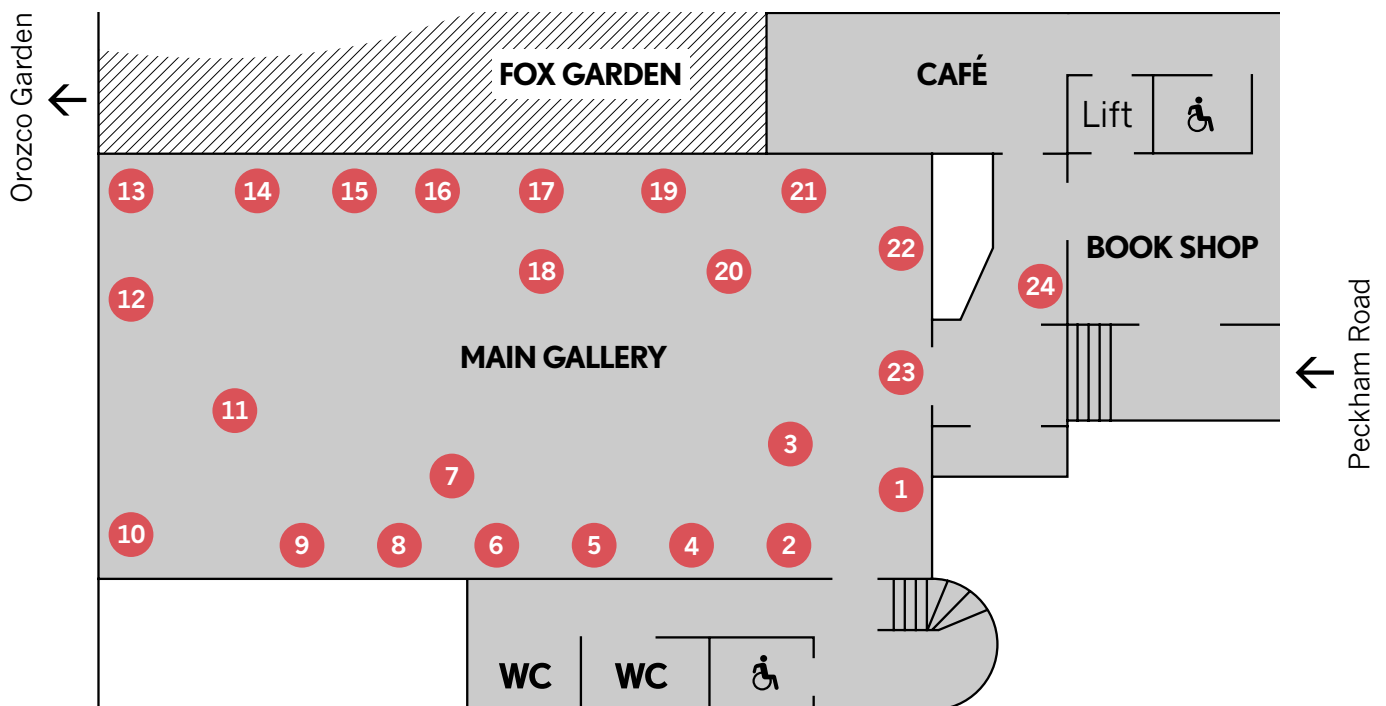 Orozco Garden
FOX GARDEN
CAFÉ
Lift
13
14
15
16
17
19
21
22
BOOK SHOP
18
20
24
12
MAIN GALLERY
23
Peckham Road
11
3
7
1
10
9
8
6
5
4
2
WC
WC